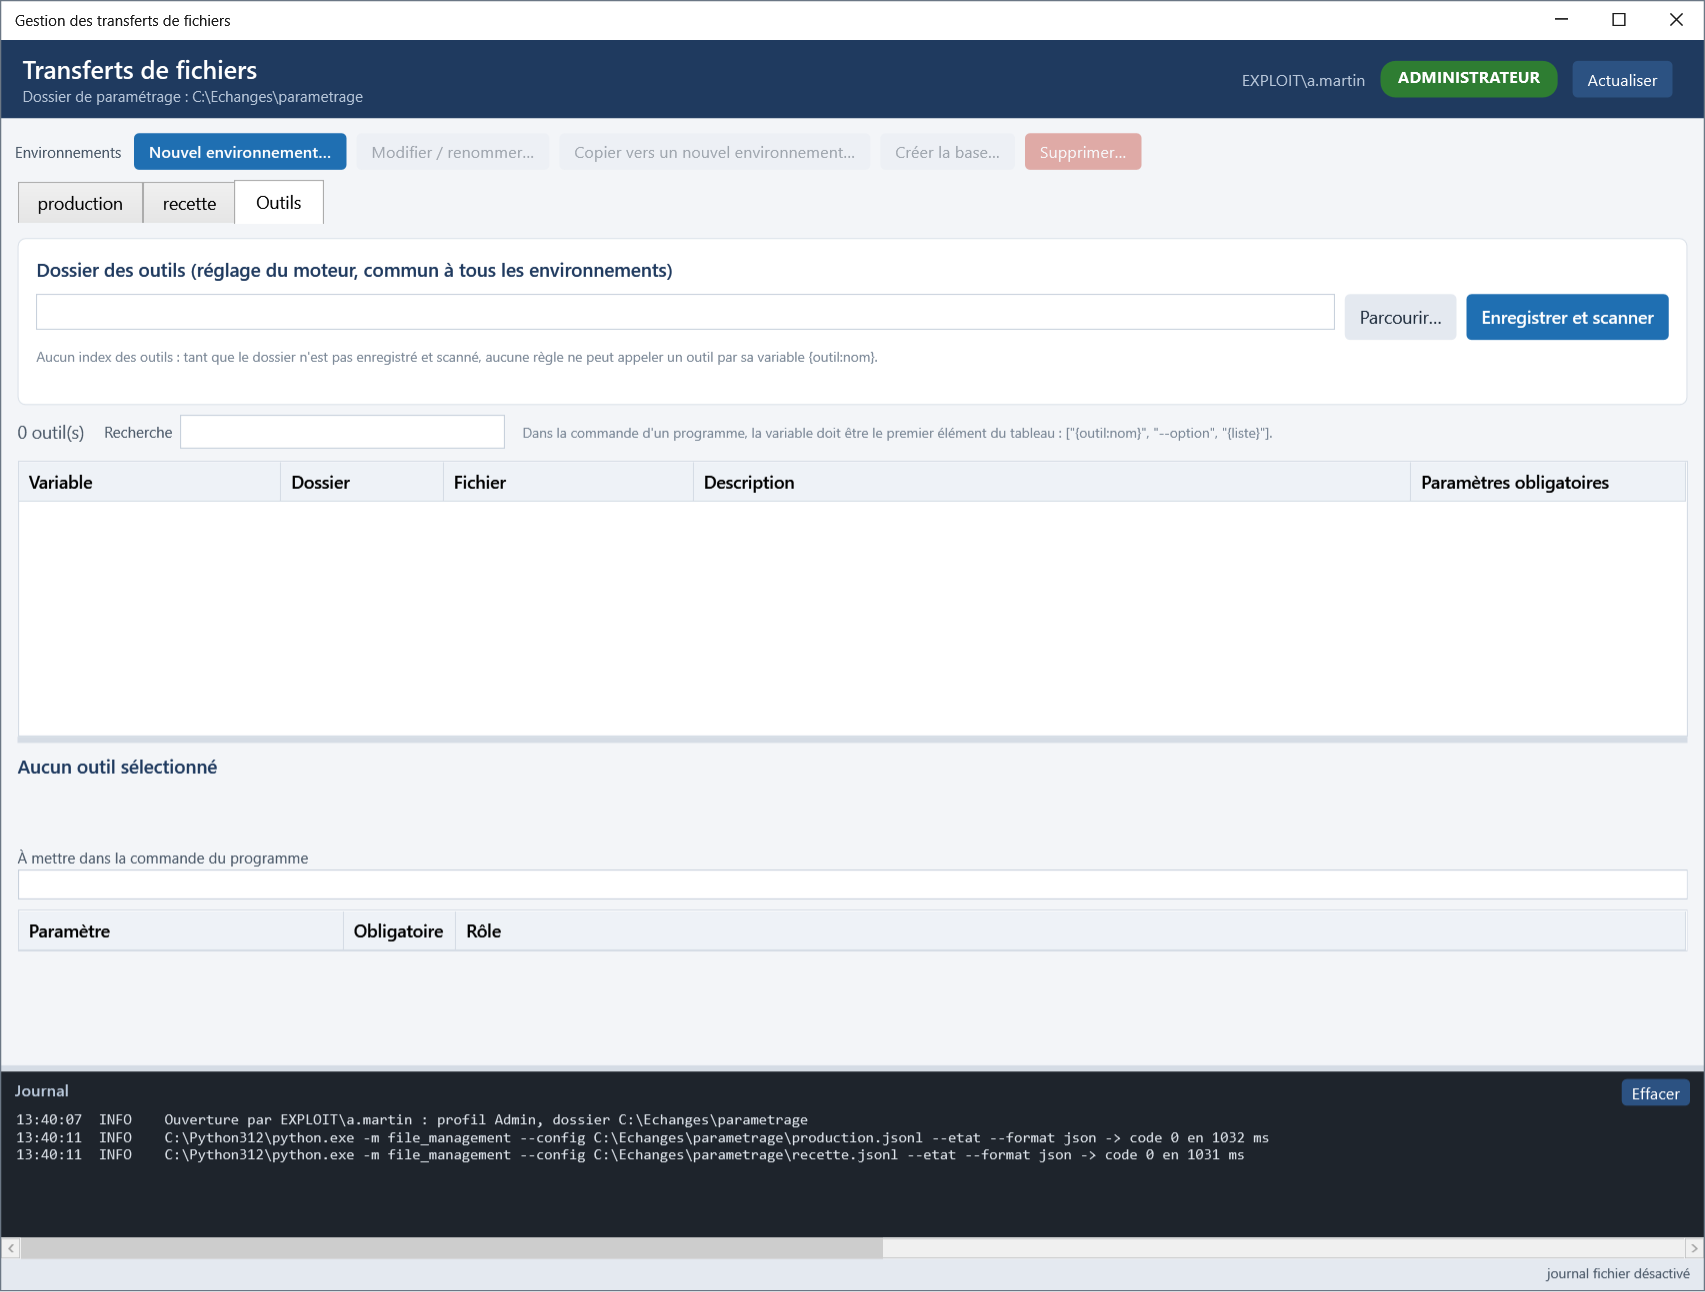 Gestion des transferts de fichiers
Transferts de fichiers
Dossier de paramétrage : C:\Echanges\parametrage
EXPLOIT\a.martin
ADMINISTRATEUR
Actualiser
Environnements
Nouvel environnement...
Modifier / renommer...
Copier vers un nouvel environnement...
Créer la base...
Supprimer...
production
recette
Outils
Dossier des outils (réglage du moteur, commun à tous les environnements)
Parcourir...
Enregistrer et scanner
Aucun index des outils : tant que le dossier n'est pas enregistré et scanné, aucune règle ne peut appeler un outil par sa variable {outil:nom}.
0 outil(s)
Recherche
Dans la commande d'un programme, la variable doit être le premier élément du tableau : ["{outil:nom}", "--option", "{liste}"].
Variable
Dossier
Fichier
Description
Paramètres obligatoires
Aucun outil sélectionné
À mettre dans la commande du programme
Paramètre
Obligatoire
Rôle
Journal
Effacer
13:40:07 INFO Ouverture par EXPLOIT\a.martin : profil Admin, dossier C:\Echanges\parametrage
13:40:11 INFO C:\Python312\python.exe -m file_management --config C:\Echanges\parametrage\production.jsonl --etat --format json -> code 0 en 1032 ms
13:40:11 INFO C:\Python312\python.exe -m file_management --config C:\Echanges\parametrage\recette.jsonl --etat --format json -> code 0 en 1031 ms
journal fichier désactivé